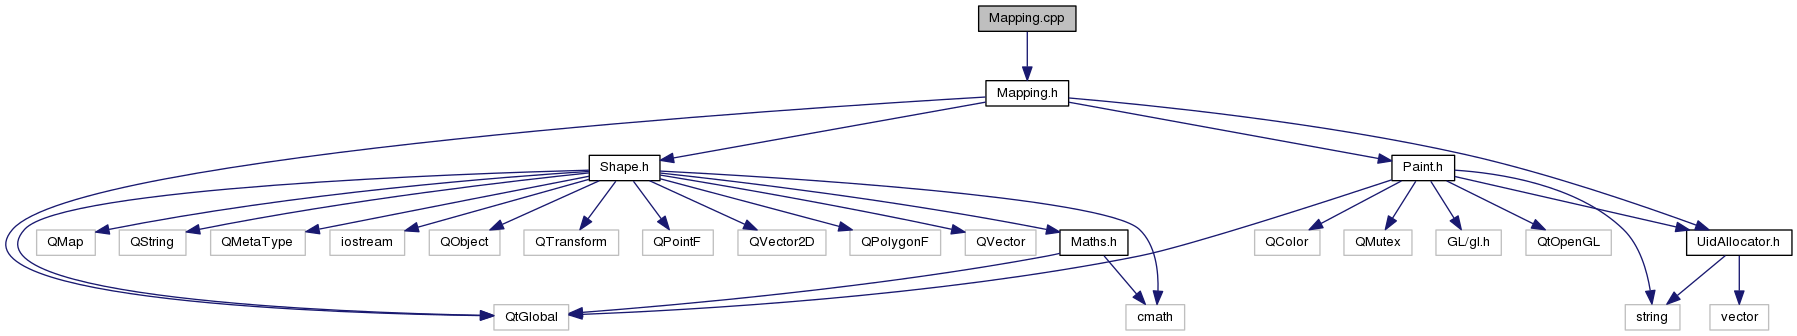 Mapping.cpp
Mapping.h
Shape.h
Paint.h
QMap
QString
QMetaType
iostream
QObject
QTransform
QPointF
QVector2D
QPolygonF
QVector
Maths.h
QColor
QMutex
GL/gl.h
QtOpenGL
UidAllocator.h
QtGlobal
cmath
string
vector